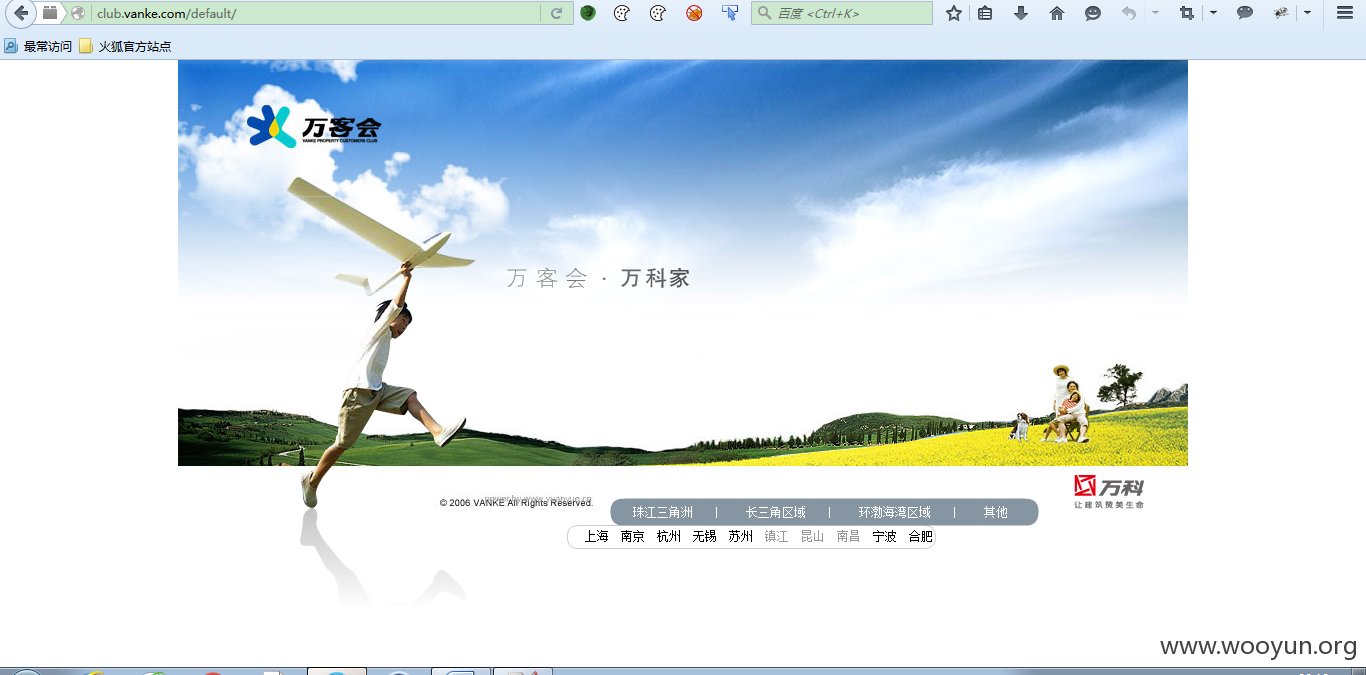 club.vanke.com/default/
百度 <Ctrl+K>
最常访问 火狐官方站点
万客会
VANKE PROPERTY CUSTOMERS CLUB
万客会 · 万科家
© 2006 VANKE All Rights Reserved.
珠江三角洲 | 长三角区域 | 环渤海湾区域 | 其他
万科
让建筑赞美生命
上海 南京 杭州 无锡 苏州 镇江 昆山 南昌 宁波 合肥
www.wooyun.org